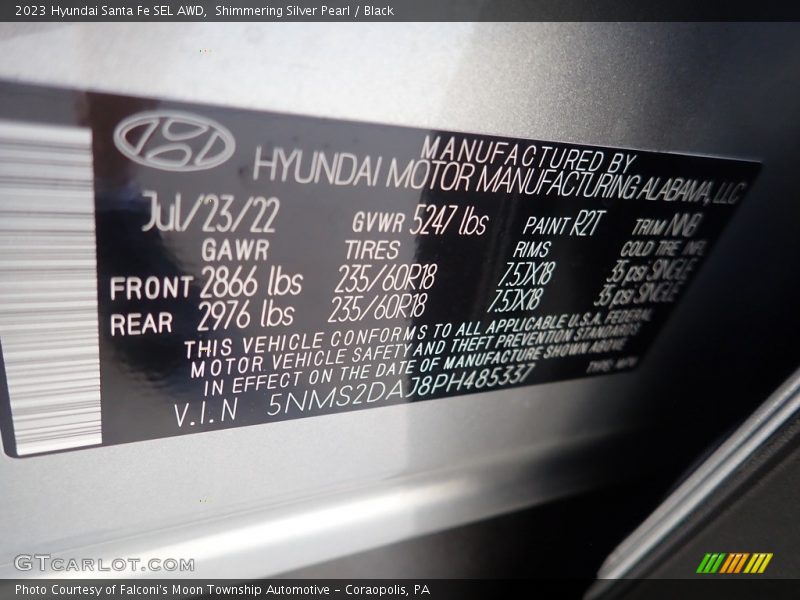 2023 Hyundai Santa Fe SEL AWD, Shimmering Silver Pearl / Black
MANUFACTURED BY
HYUNDAI MOTOR MANUFACTURING ALABAMA, LLC
Jul/23/22 GVWR 5247 lbs PAINT R2T TRIM NNB
GAWR TIRES RIMS COLD TIRE INFL
FRONT 2866 lbs 235/60R18 7.5JX18 35 psi, SINGLE
REAR 2976 lbs 235/60R18 7.5JX18 35 psi, SINGLE
THIS VEHICLE CONFORMS TO ALL APPLICABLE U.S.A. FEDERAL
MOTOR VEHICLE SAFETY AND THEFT PREVENTION STANDARDS
IN EFFECT ON THE DATE OF MANUFACTURE SHOWN ABOVE
V.I.N 5NMS2DAJ8PH485337
GTCARLOT.COM
Photo Courtesy of Falconi's Moon Township Automotive – Coraopolis, PA